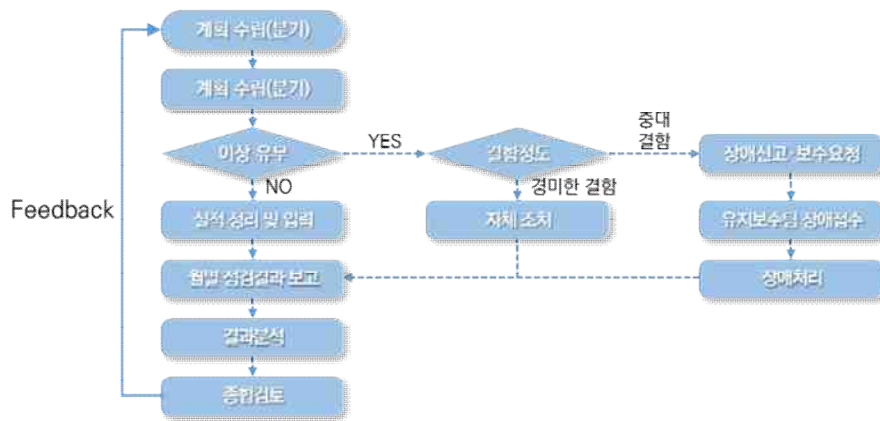 계획 수립(분기)
계획 수립(분기)
이상 유무
YES
결함정도
중대
결함
장애신고·보수요청
NO
경미한 결함
Feedback
실적 정리 및 입력
자체 조치
유지보수팀 장애접수
월별 점검결과 보고
장애처리
결과분석
종합검토